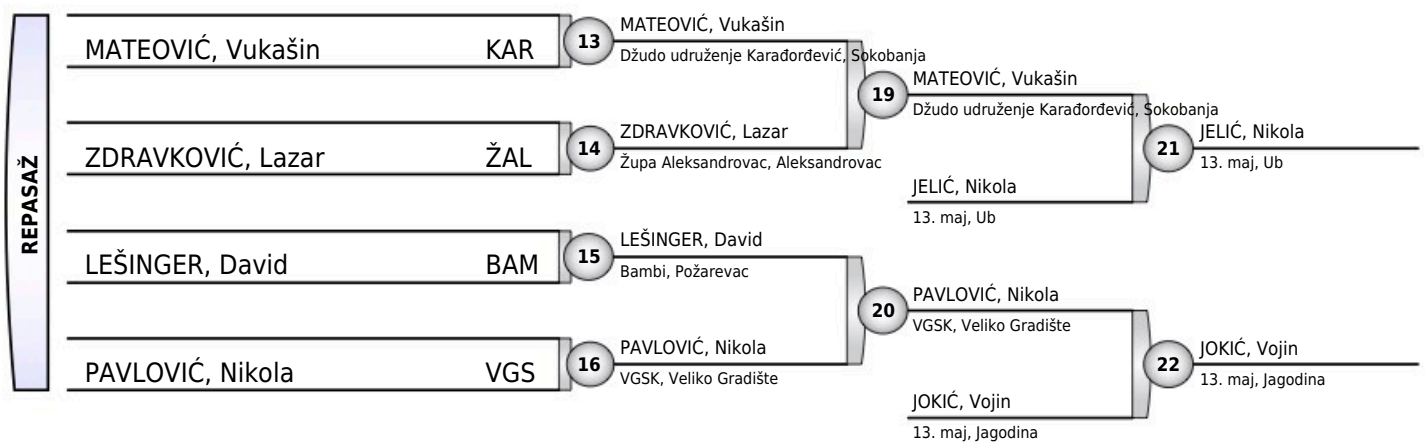 REPASAŽ
MATEOVIĆ, Vukašin KAR
ZDRAVKOVIĆ, Lazar ŽAL
LEŠINGER, David BAM
PAVLOVIĆ, Nikola VGS
13
MATEOVIĆ, Vukašin
Džudo udruženje Karađorđević, Sokobanja
14
ZDRAVKOVIĆ, Lazar
Župa Aleksandrovac, Aleksandrovac
15
LEŠINGER, David
Bambi, Požarevac
16
PAVLOVIĆ, Nikola
VGSK, Veliko Gradište
19
MATEOVIĆ, Vukašin
Džudo udruženje Karađorđević, Sokobanja
JELIĆ, Nikola
13. maj, Ub
20
PAVLOVIĆ, Nikola
VGSK, Veliko Gradište
JOKIĆ, Vojin
13. maj, Jagodina
21
JELIĆ, Nikola
13. maj, Ub
22
JOKIĆ, Vojin
13. maj, Jagodina